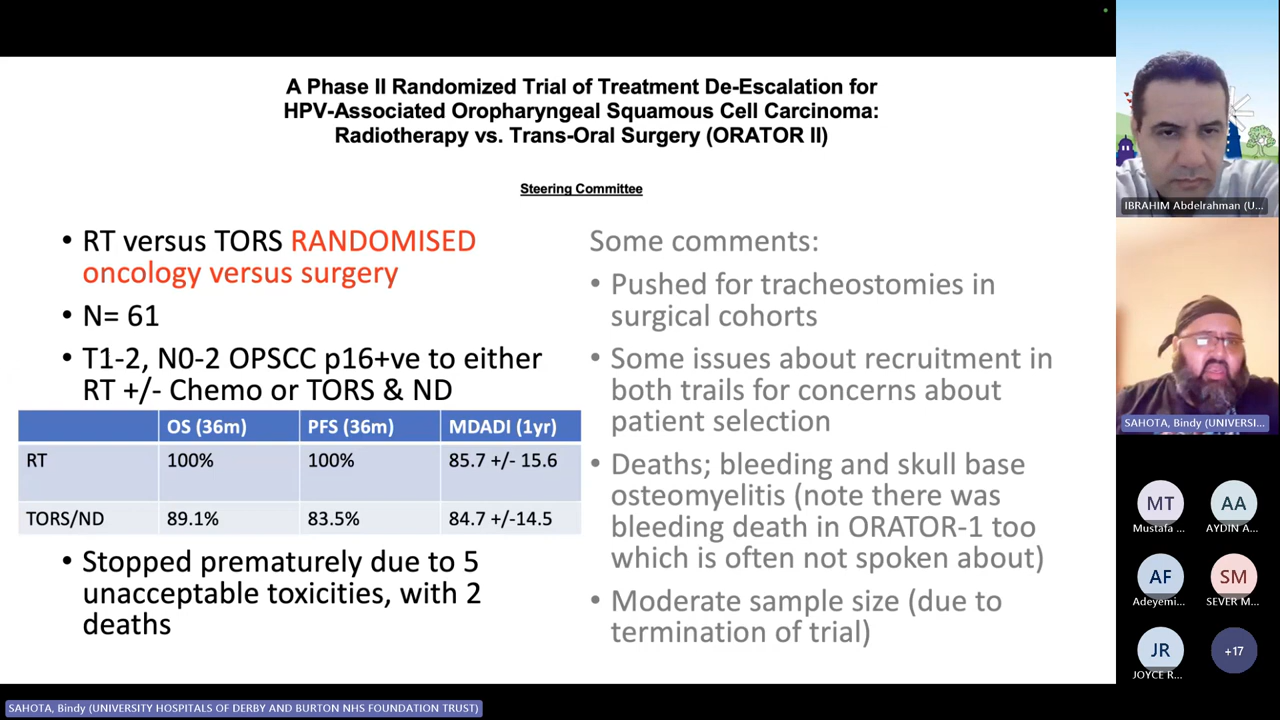 A Phase II Randomized Trial of Treatment De-Escalation for
HPV-Associated Oropharyngeal Squamous Cell Carcinoma:
Radiotherapy vs. Trans-Oral Surgery (ORATOR II)
Steering Committee
• RT versus TORS RANDOMISED
oncology versus surgery
• N= 61
• T1-2, N0-2 OPSCC p16+ve to either
RT +/- Chemo or TORS & ND
OS (36m) PFS (36m) MDADI (1yr)
RT 100% 100% 85.7 +/- 15.6
TORS/ND 89.1% 83.5% 84.7 +/-14.5
• Stopped prematurely due to 5
unacceptable toxicities, with 2
deaths
Some comments:
• Pushed for tracheostomies in
surgical cohorts
• Some issues about recruitment in
both trails for concerns about
patient selection
• Deaths; bleeding and skull base
osteomyelitis (note there was
bleeding death in ORATOR-1 too
which is often not spoken about)
• Moderate sample size (due to
termination of trial)
IBRAHIM Abdelrahman (U...
SAHOTA, Bindy (UNIVERSI...
MT
Mustafa ...
AA
AYDIN A...
AF
Adeyemi...
SM
SEVER M...
JR
JOYCE R...
+17
SAHOTA, Bindy (UNIVERSITY HOSPITALS OF DERBY AND BURTON NHS FOUNDATION TRUST)